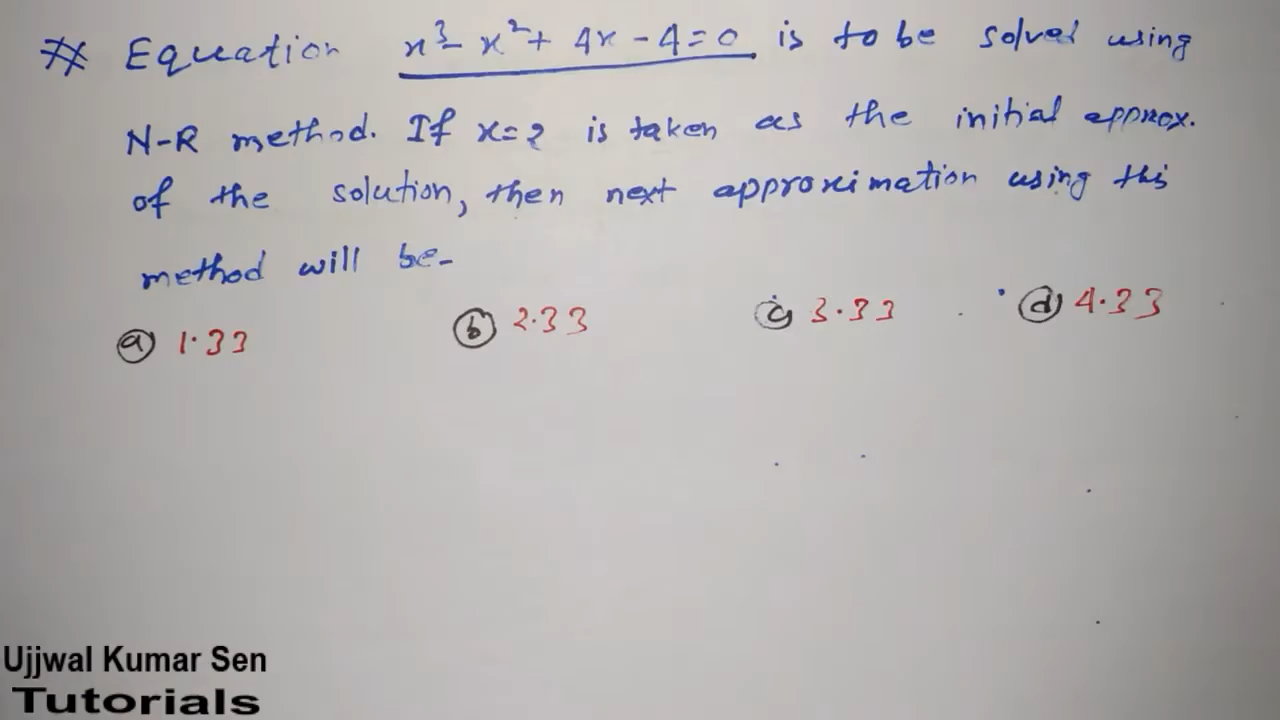 # Equation x³- x²+ 4x - 4=0 is to be solved using
N-R method. If x=2 is taken as the initial approx.
of the solution, then next approximation using this
method will be-
(a) 1.33 (b) 2.33 (c) 3.33 (d) 4.33
Ujjwal Kumar Sen
Tutorials